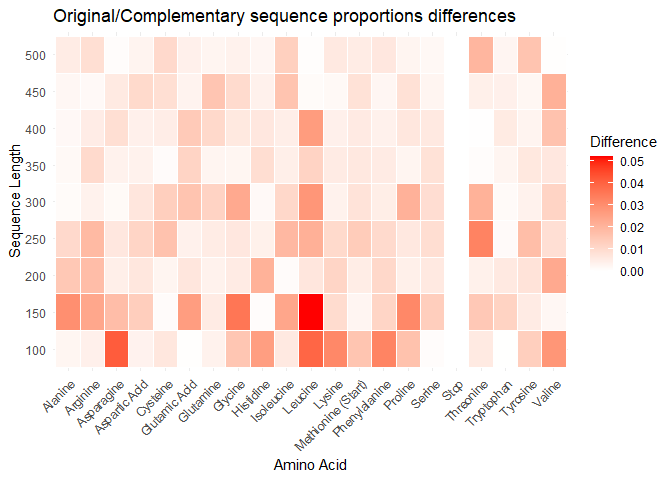 Original/Complementary sequence proportions differences
Sequence Length
500
450
400
350
300
250
200
150
100
Alanine
Arginine
Asparagine
Aspartic Acid
Cysteine
Glutamic Acid
Glutamine
Glycine
Histidine
Isoleucine
Leucine
Lysine
Methionine (Start)
Phenylalanine
Proline
Serine
Stop
Threonine
Tryptophan
Tyrosine
Valine
Amino Acid
Difference
0.05
0.04
0.03
0.02
0.01
0.00